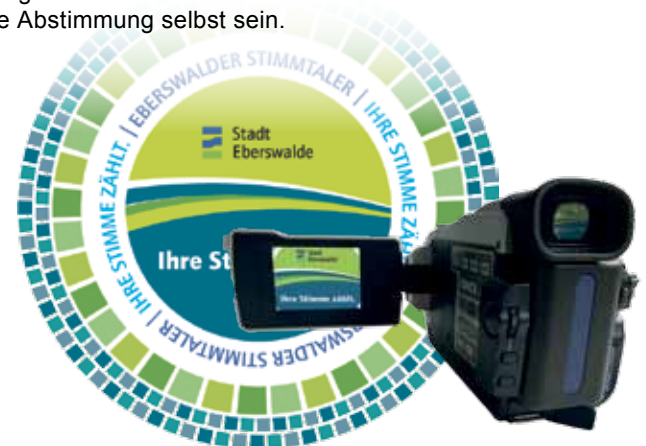 e Abstimmung selbst sein.
EBERSWALDER STIMMTALER | IHRE STIMME ZÄHLT. | EBERSWALDER STIMMTALER | IHRE STIMME ZÄHLT. |
Stadt
Eberswalde
Ihre St
Stadt
Eberswalde
Ihre Stimme zählt.